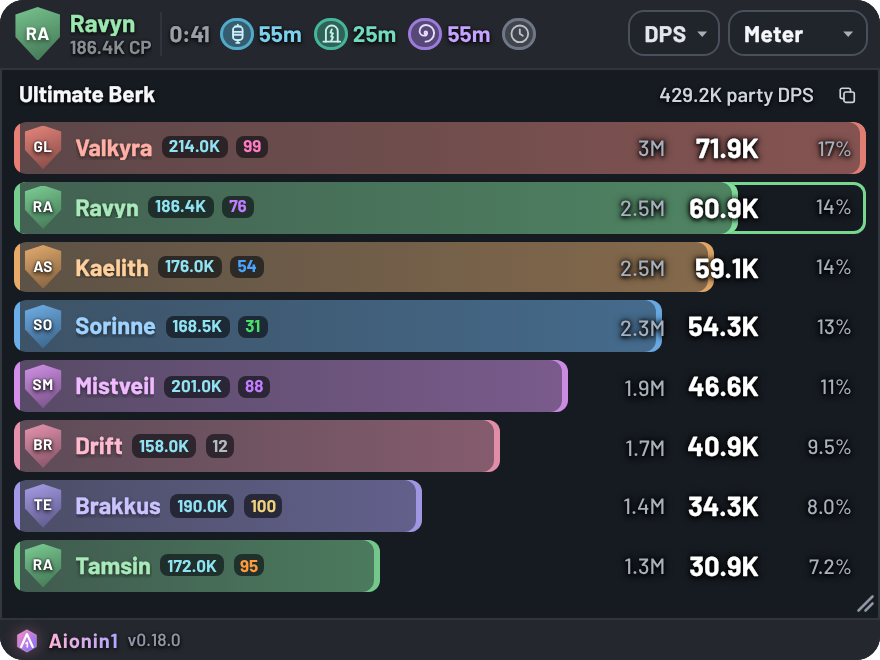 RA Ravyn 186.4K CP 0:41 55m 25m 55m DPS Meter
Ultimate Berk 429.2K party DPS
GL Valkyra 214.0K 99 3M 71.9K 17%
RA Ravyn 186.4K 76 2.5M 60.9K 14%
AS Kaelith 176.0K 54 2.5M 59.1K 14%
SO Sorinne 168.5K 31 2.3M 54.3K 13%
SM Mistveil 201.0K 88 1.9M 46.6K 11%
BR Drift 158.0K 12 1.7M 40.9K 9.5%
TE Brakkus 190.0K 100 1.4M 34.3K 8.0%
RA Tamsin 172.0K 95 1.3M 30.9K 7.2%
Aionin1 v0.18.0